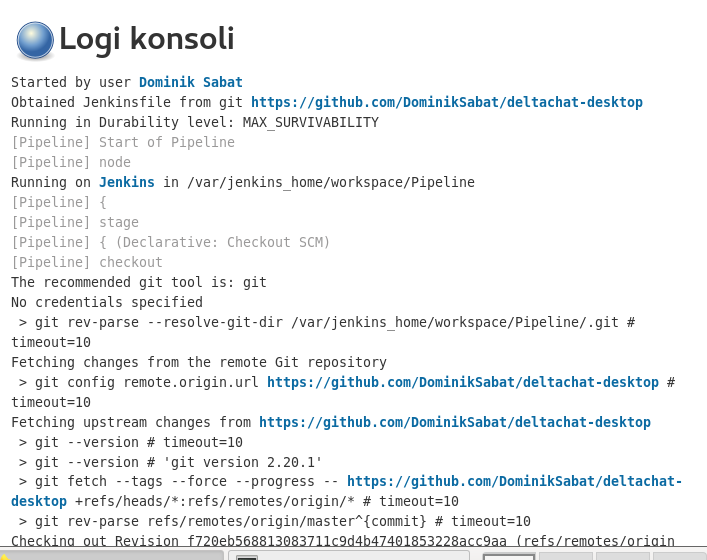 Logi konsoli
Started by user Dominik Sabat
Obtained Jenkinsfile from git https://github.com/DominikSabat/deltachat-desktop
Running in Durability level: MAX_SURVIVABILITY
[Pipeline] Start of Pipeline
[Pipeline] node
Running on Jenkins in /var/jenkins_home/workspace/Pipeline
[Pipeline] {
[Pipeline] stage
[Pipeline] { (Declarative: Checkout SCM)
[Pipeline] checkout
The recommended git tool is: git
No credentials specified
 > git rev-parse --resolve-git-dir /var/jenkins_home/workspace/Pipeline/.git #
timeout=10
Fetching changes from the remote Git repository
 > git config remote.origin.url https://github.com/DominikSabat/deltachat-desktop #
timeout=10
Fetching upstream changes from https://github.com/DominikSabat/deltachat-desktop
 > git --version # timeout=10
 > git --version # 'git version 2.20.1'
 > git fetch --tags --force --progress -- https://github.com/DominikSabat/deltachat-
desktop +refs/heads/*:refs/remotes/origin/* # timeout=10
 > git rev-parse refs/remotes/origin/master^{commit} # timeout=10
Checking out Revision f720eb568813083711c9d4b47401853228acc9aa (refs/remotes/origin